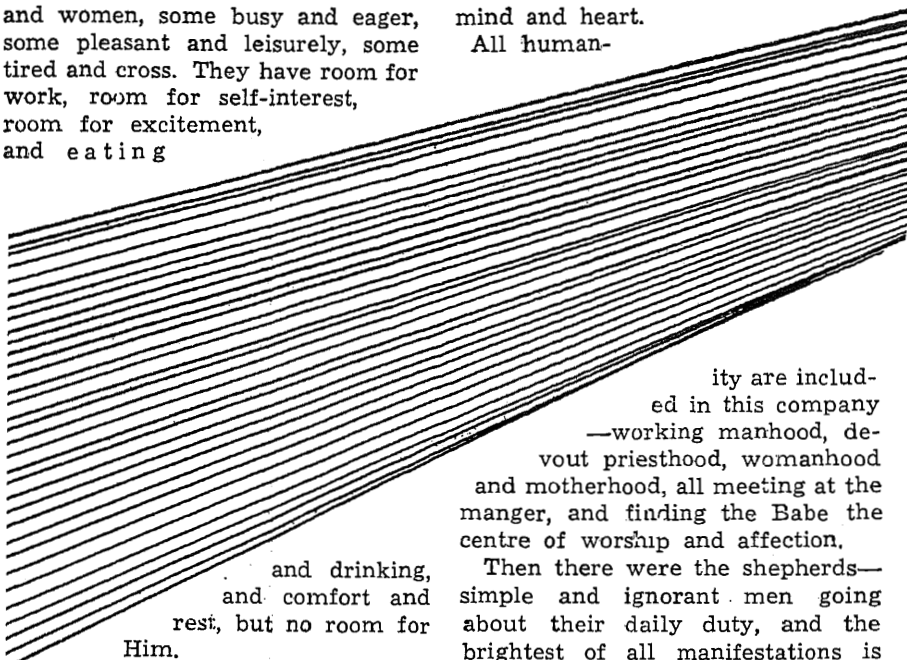 and women, some busy and eager,
some pleasant and leisurely, some
tired and cross. They have room for
work, room for self-interest,
room for excitement,
and eating
and drinking,
and comfort and
rest, but no room for
Him.
mind and heart.
All human-
ity are includ-
ed in this company
—working manhood, de-
vout priesthood, womanhood
and motherhood, all meeting at the
manger, and finding the Babe the
centre of worship and affection.
Then there were the shepherds—
simple and ignorant men going
about their daily duty, and the
brightest of all manifestations is